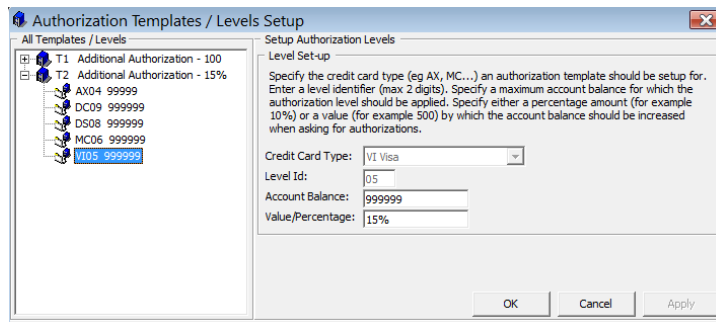 Authorization Templates / Levels Setup
All Templates / Levels
T1 Additional Authorization - 100
T2 Additional Authorization - 15%
AX04 99999
DC09 999999
DS08 999999
MC06 999999
VI05 999999
Setup Authorization Levels
Level Set-up
Specify the credit card type (eg AX, MC...) an authorization template should be setup for.
Enter a level identifier (max 2 digits). Specify a maximum account balance for which the
authorization level should be applied. Specify either a percentage amount (for example
10%) or a value (for example 500) by which the account balance should be increased
when asking for authorizations.
Credit Card Type: VI Visa
Level Id: 05
Account Balance: 999999
Value/Percentage: 15%
OK Cancel Apply